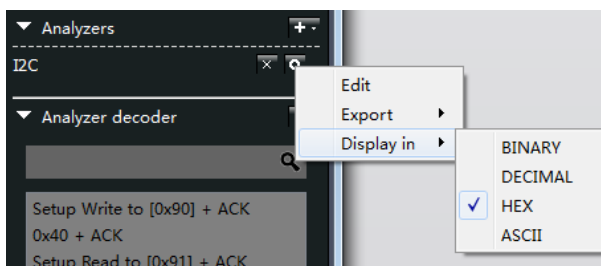 Analyzers
I2C
Edit
Export
Analyzer decoder
Display in
BINARY
DECIMAL
HEX
ASCII
Setup Write to [0x90] + ACK
0x40 + ACK
Setup Read to [0x91] + ACK